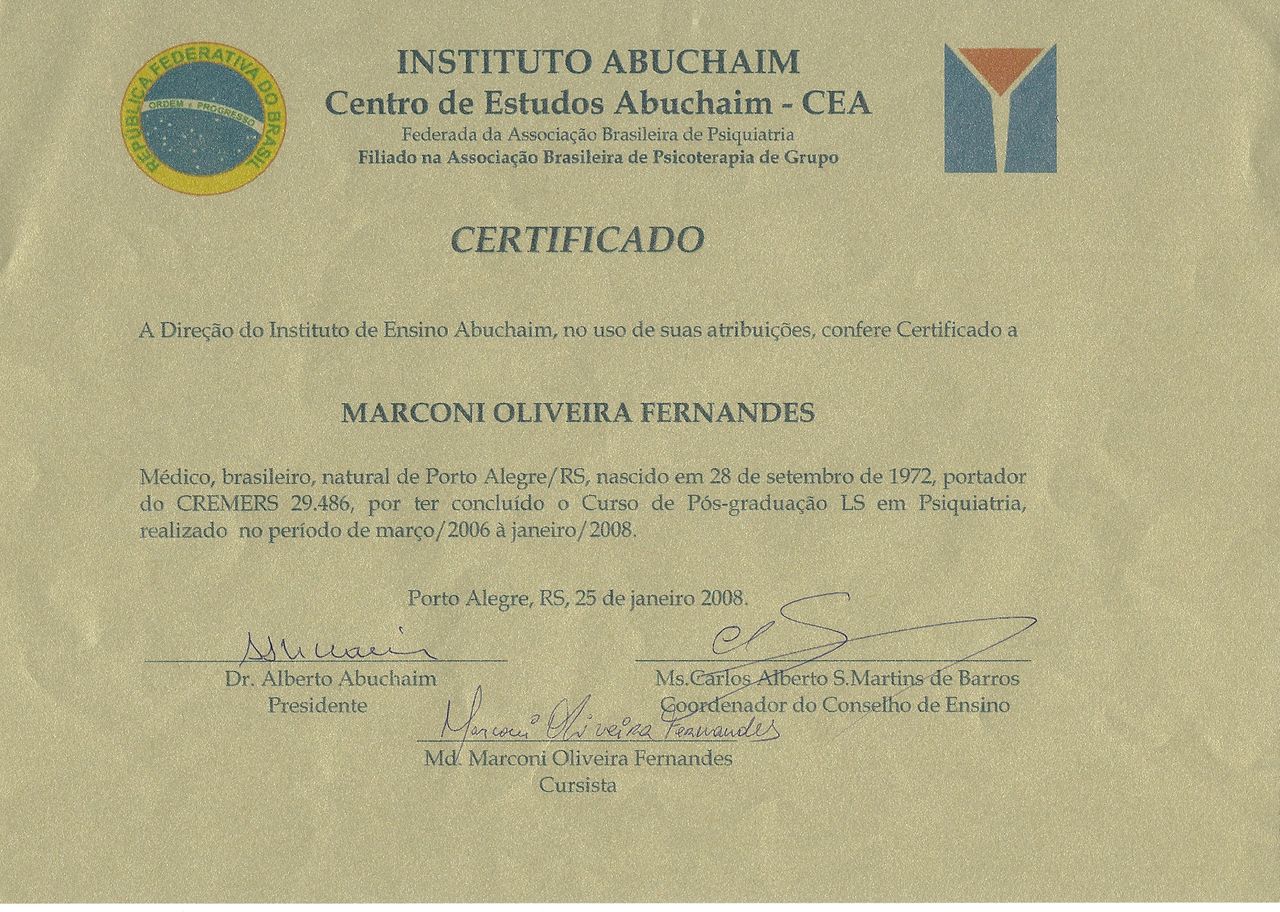 REPÚBLICA FEDERATIVA DO BRASIL
ORDEM E PROGRESSO
INSTITUTO ABUCHAIM
Centro de Estudos Abuchaim - CEA
Federada da Associação Brasileira de Psiquiatria
Filiado na Associação Brasileira de Psicoterapia de Grupo
CERTIFICADO
A Direção do Instituto de Ensino Abuchaim, no uso de suas atribuições, confere Certificado a
MARCONI OLIVEIRA FERNANDES
Médico, brasileiro, natural de Porto Alegre/RS, nascido em 28 de setembro de 1972, portador
do CREMERS 29.486, por ter concluído o Curso de Pós-graduação LS em Psiquiatria,
realizado no período de março/2006 à janeiro/2008.
Porto Alegre, RS, 25 de janeiro 2008.
Dr. Alberto Abuchaim
Presidente
Ms.Carlos Alberto S.Martins de Barros
Coordenador do Conselho de Ensino
Marconi Oliveira Fernandes
Md. Marconi Oliveira Fernandes
Cursista